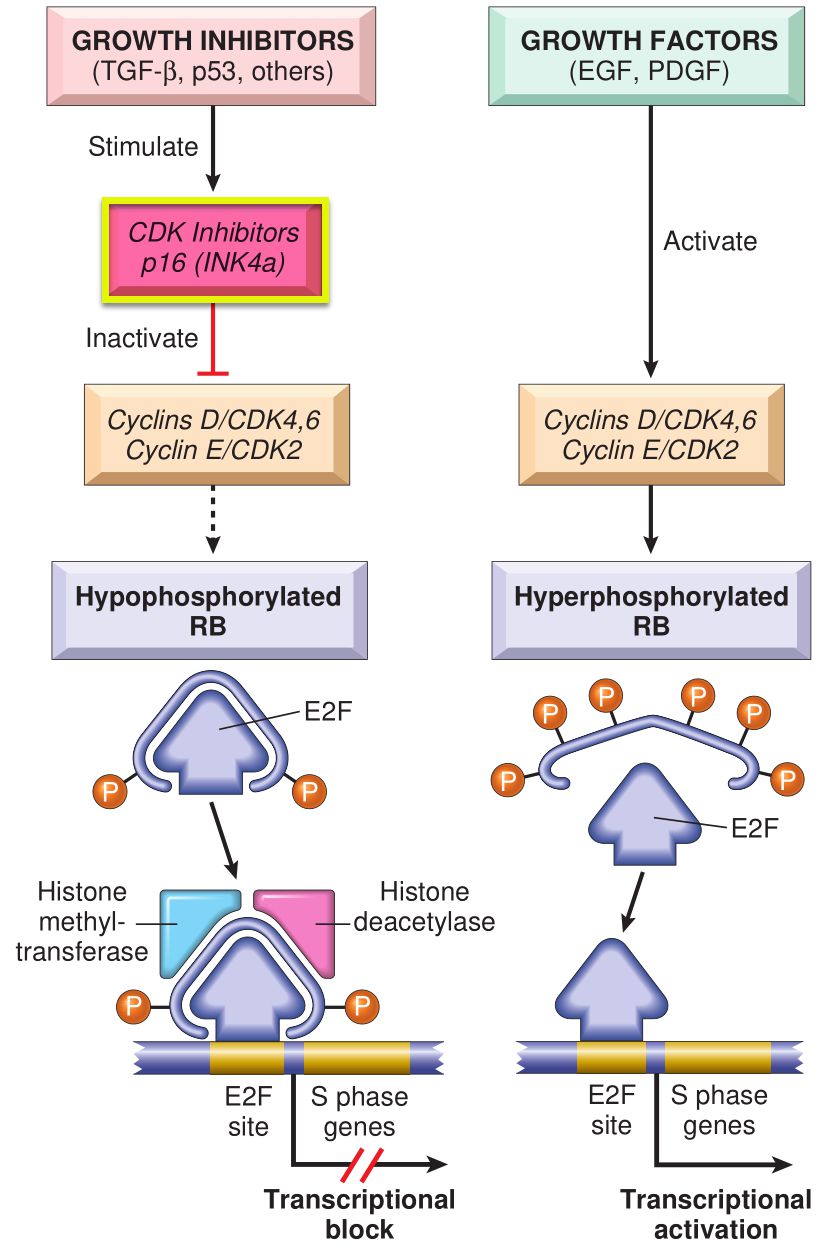 GROWTH INHIBITORS
(TGF-β, p53, others)
Stimulate
CDK Inhibitors
p16 (INK4a)
Inactivate
Cyclins D/CDK4,6
Cyclin E/CDK2
Hypophosphorylated
RB
E2F
P
P
Histone
methyl-
transferase
Histone
deacetylase
P
P
E2F
site
S phase
genes
Transcriptional
block
GROWTH FACTORS
(EGF, PDGF)
Activate
Cyclins D/CDK4,6
Cyclin E/CDK2
Hyperphosphorylated
RB
P
P
P
P
P
P
E2F
E2F
site
S phase
genes
Transcriptional
activation